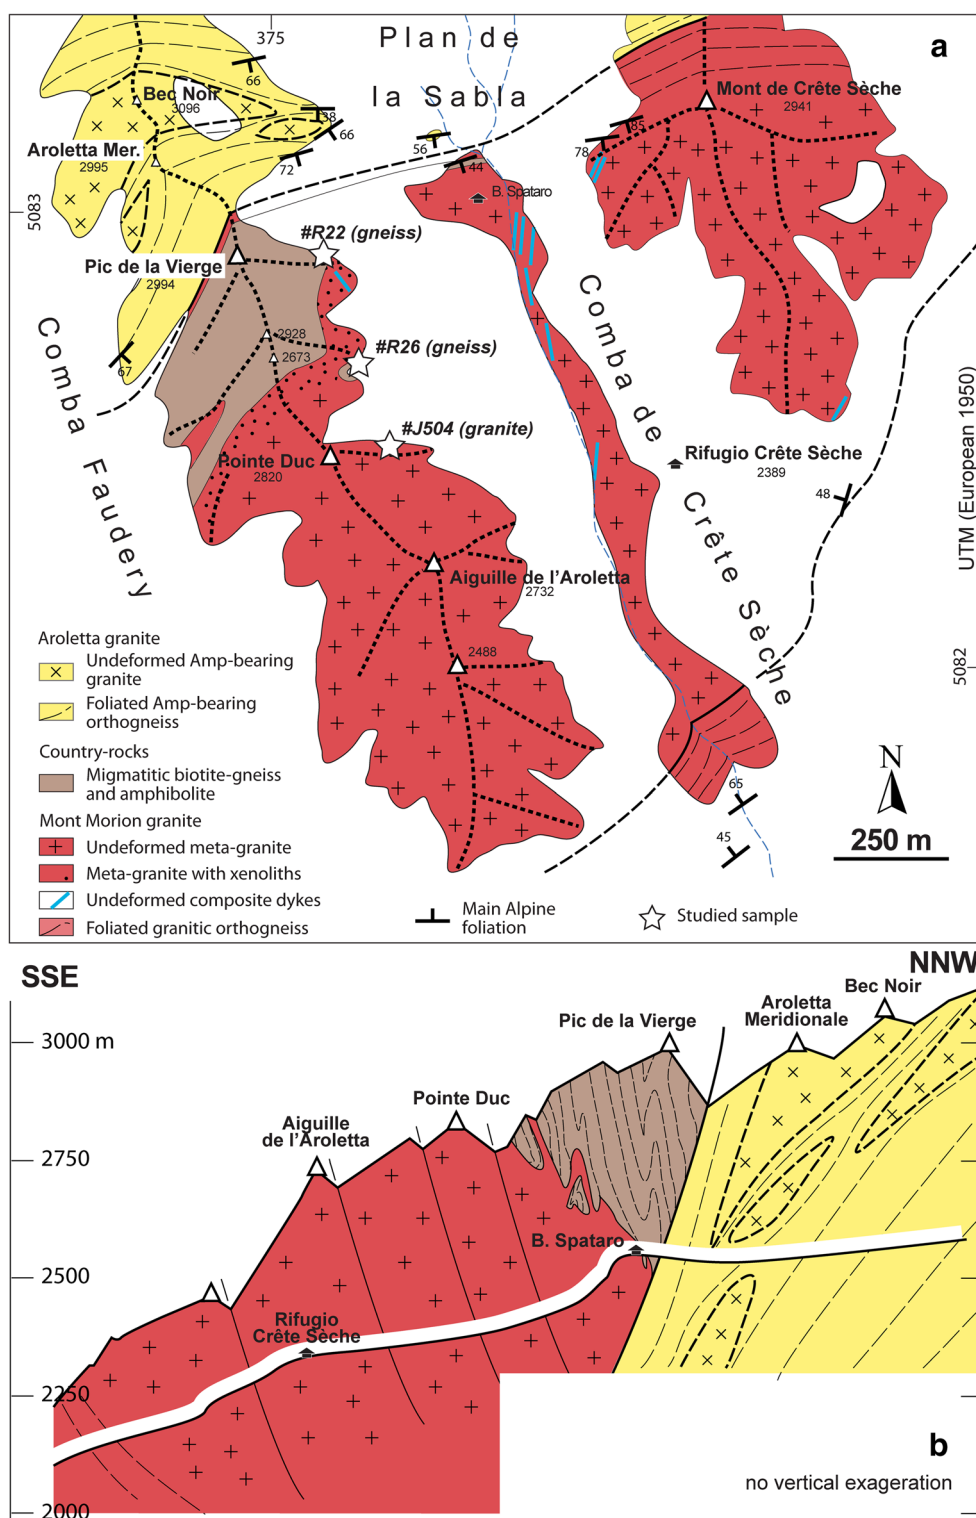 375
Plan de
la Sabla
a
66
Bec Noir
3096
38
66
56
Mont de Crête Sèche
2941
85
78
Aroletta Mer.
2995
72
44
B. Spataro
5083
#R22 (gneiss)
Pic de la Vierge
2994
2928
#R26 (gneiss)
2673
67
Comba Faudery
Comba de Crête Sèche
#J504 (granite)
Pointe Duc
2820
Rifugio Crête Sèche
2389
48
UTM (European 1950)
Aiguille de l'Aroletta
2732
2488
5082
Aroletta granite
Undeformed Amp-bearing
granite
Foliated Amp-bearing
orthogneiss
Country-rocks
Migmatitic biotite-gneiss
and amphibolite
Mont Morion granite
Undeformed meta-granite
Meta-granite with xenoliths
Undeformed composite dykes
Foliated granitic orthogneiss
Main Alpine
foliation
Studied sample
65
45
N
250 m
SSE
NNW
3000 m
Pic de la Vierge
Aroletta
Meridionale
Bec Noir
Pointe Duc
Aiguille
de l'Aroletta
2750
B. Spataro
2500
Rifugio
Crête Sèche
2250
b
no vertical exageration
2000